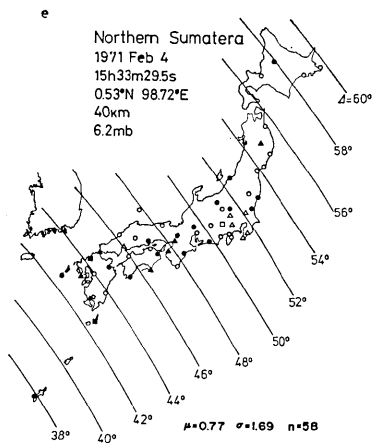 e
Northern Sumatera
1971 Feb 4
15h33m29.5s
0.53°N 98.72°E
40km
6.2mb
Δ=60°
58°
56°
54°
52°
50°
48°
46°
44°
42°
40°
38°
μ=0.77 σ=1.69 n=58